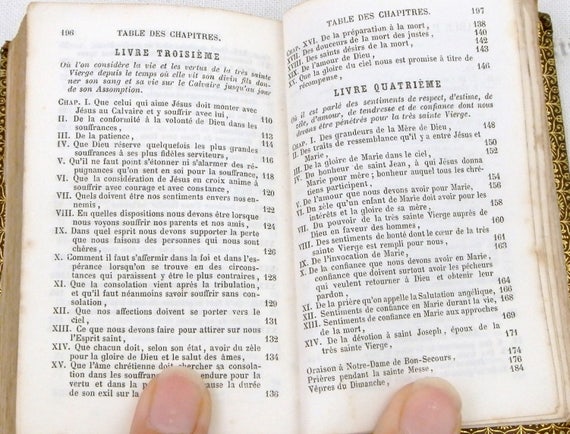 196 TABLE DES CHAPITRES.
LIVRE TROISIÈME
Où l'on considère la vie et les vertus de la très sainte
Vierge depuis le temps où elle vit son divin fils don-
ner son sang et sa vie sur le Calvaire jusqu'au jour
de son Assomption.
CHAP. I. Que celui qui aime Jésus doit monter avec
Jésus au Calvaire et y souffrir avec lui, 110
II. De la conformité à la volonté de Dieu dans les
souffrances, 111
III. De la patience, 113
IV. Que Dieu réserve quelquefois les plus grandes
souffrances à ses plus fidèles serviteurs, 116
V. Qu'il ne faut point s'étonner ni s'alarmer des ré-
pugnances qu'on sent en soi pour la souffrance, 118
VI. Que la considération de Jésus en croix anime à
souffrir avec courage et avec constance, 120
VII. Quels doivent être nos sentiments envers nos en-
nemis, 121
VIII. En quelles dispositions nous devons être lorsque
nous voyons souffrir nos parents et nos amis, 124
IX. Dans quel esprit nous devons supporter la perte
que nous faisons des personnes qui nous sont
chères, 126
X. Comment il faut s'affermir dans la foi et dans l'es-
pérance lorsqu'on se trouve en des circons-
tances qui paraissent y être le plus contraires, 128
XI. Que la consolation vient après la tribulation,
et qu'il faut néanmoins savoir souffrir sans con-
solation, 129
XII. Que nos affections doivent se porter vers le
ciel, 131
XIII. Ce que nous devons faire pour attirer sur nous
l'Esprit saint, 132
XIV. Que chacun doit, selon son état, avoir du zèle
pour la gloire de Dieu et le salut des âmes, 134
XV. Que l'âme chrétienne doit chercher sa consola-
tion dans les souffrances endure pour la
vertu et dans la pa cause la durée
de son exil sur la 136
TABLE DES CHAPITRES. 197
CHAP. XVI. De la préparation à la mort, 138
XVII. Des douceurs de la mort des justes, 140
XVIII. Des saints désirs de la mort, 142
XIX. De l'amour de Dieu, 143
XX. Que la gloire du ciel nous est promise à titre de
récompense, 146
LIVRE QUATRIÈME
Où il est parlé des sentiments de respect, d'estime, de
zèle, d'amour, de tendresse et de confiance dont nous
devons être pénétrés pour la très sainte Vierge.
CHAP. I. Des grandeurs de la Mère de Dieu, 148
II. Des traits de ressemblance qu'il y a entre Jésus et
Marie, 150
III. De la gloire de Marie dans le ciel, 152
IV. Du bonheur de saint Jean, à qui Jésus donna
Marie pour mère; bonheur auquel tous les chré-
tiens participent, 154
V. De l'amour que nous devons avoir pour Marie, 156
VI. Du zèle qu'un enfant de Marie doit avoir pour les
intérêts et la gloire de sa mère, 157
VII. Du pouvoir de la très sainte Vierge auprès de
Dieu en faveur des hommes, 160
VIII. Des sentiments de bonté dont le cœur de la très
sainte Vierge est rempli pour nous, 161
IX. De l'invocation de Marie, 163
X. De la confiance que nous devons avoir en Marie,
confiance que doivent surtout avoir les pécheurs
qui veulent retourner à Dieu et obtenir leur
pardon, 164
XI. De la prière qu'on appelle la Salutation angélique, 166
XII. Sentiments de confiance en Marie durant la vie, 168
XIII. Sentiments de confiance en Marie aux approches
de la mort, 169
XIV. De la dévotion à saint Joseph, époux de la
très sainte Vierge, 171
Oraison à Notre-Dame de Bon-Secours, 174
Prières pendant la sainte Messe, 176
Vêpres du Dimanche, 184